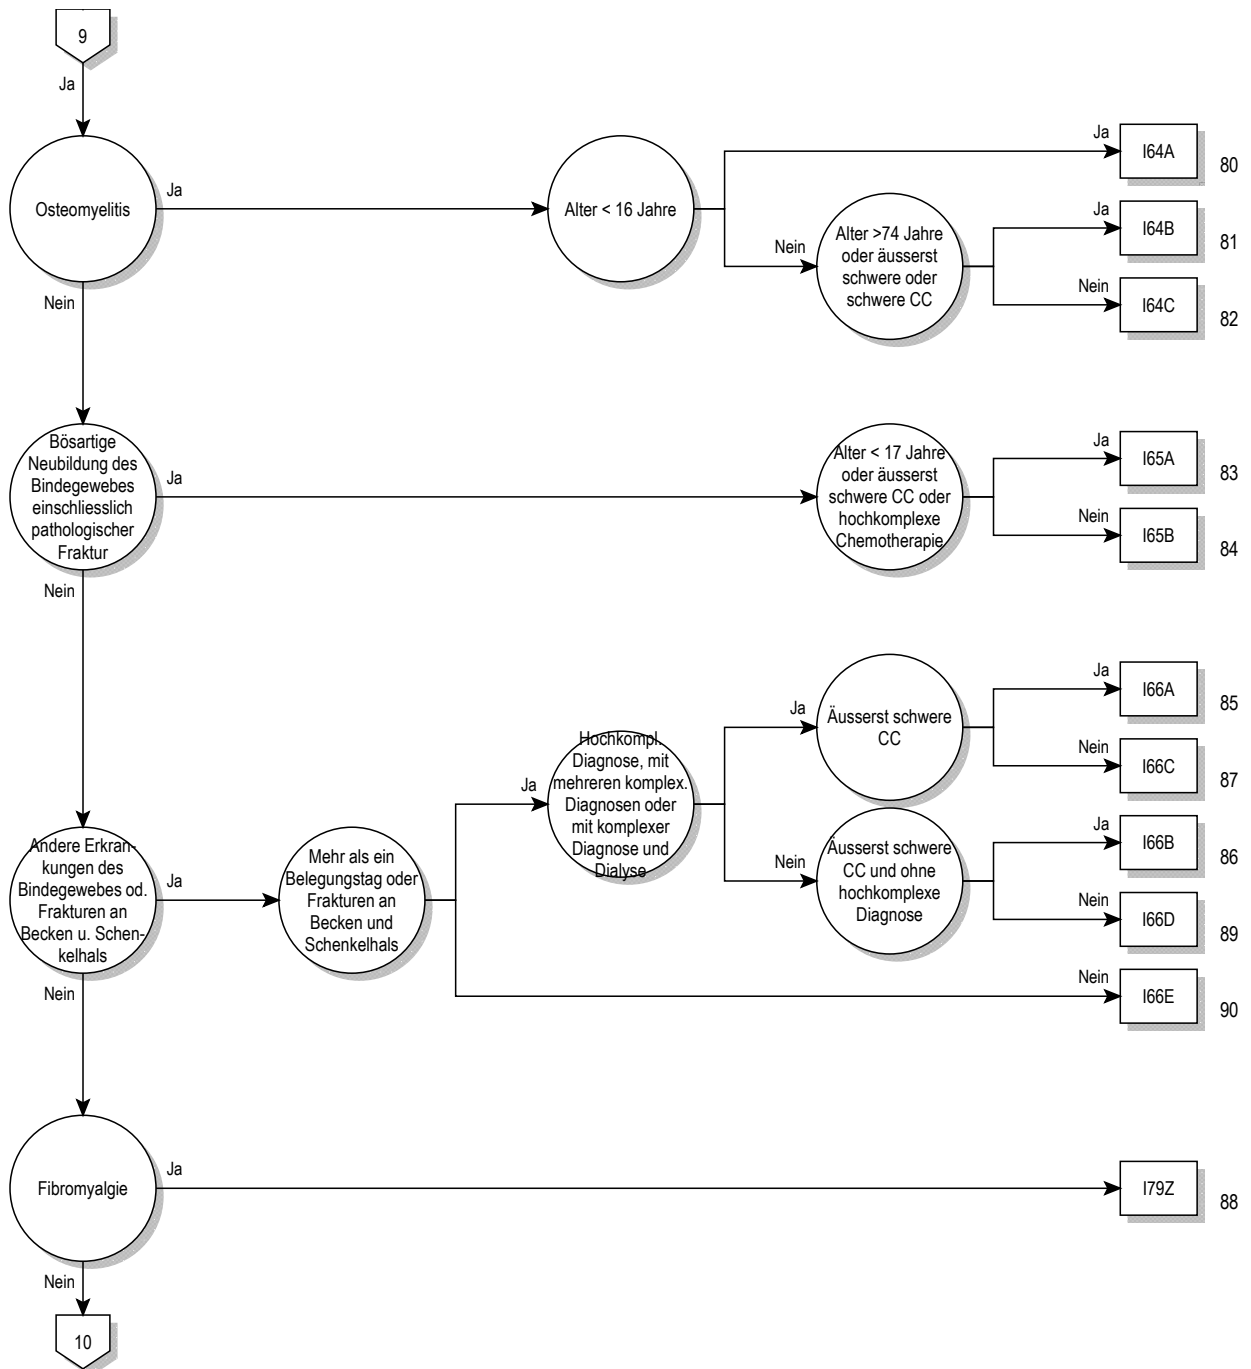 9
Ja
Osteomyelitis
Ja
Alter < 16 Jahre
Ja
I64A
80
Nein
Alter >74 Jahre
oder äusserst
schwere oder
schwere CC
Ja
I64B
81
Nein
I64C
82
Nein
Bösartige
Neubildung des
Bindegewebes
einschliesslich
pathologischer
Fraktur
Ja
Alter < 17 Jahre
oder äusserst
schwere CC oder
hochkomplexe
Chemotherapie
Ja
I65A
83
Nein
I65B
84
Nein
Andere Erkran-
kungen des
Bindegewebes od.
Frakturen an
Becken u. Schen-
kelhals
Ja
Mehr als ein
Belegungstag oder
Frakturen an
Becken und
Schenkelhals
Ja
Hochkompl.
Diagnose, mit
mehreren komplex.
Diagnosen oder
mit komplexer
Diagnose und
Dialyse
Ja
Äusserst schwere
CC
Ja
I66A
85
Nein
I66C
87
Nein
Äusserst schwere
CC und ohne
hochkomplexe
Diagnose
Ja
I66B
86
Nein
I66D
89
Nein
I66E
90
Nein
Fibromyalgie
Ja
I79Z
88
Nein
10